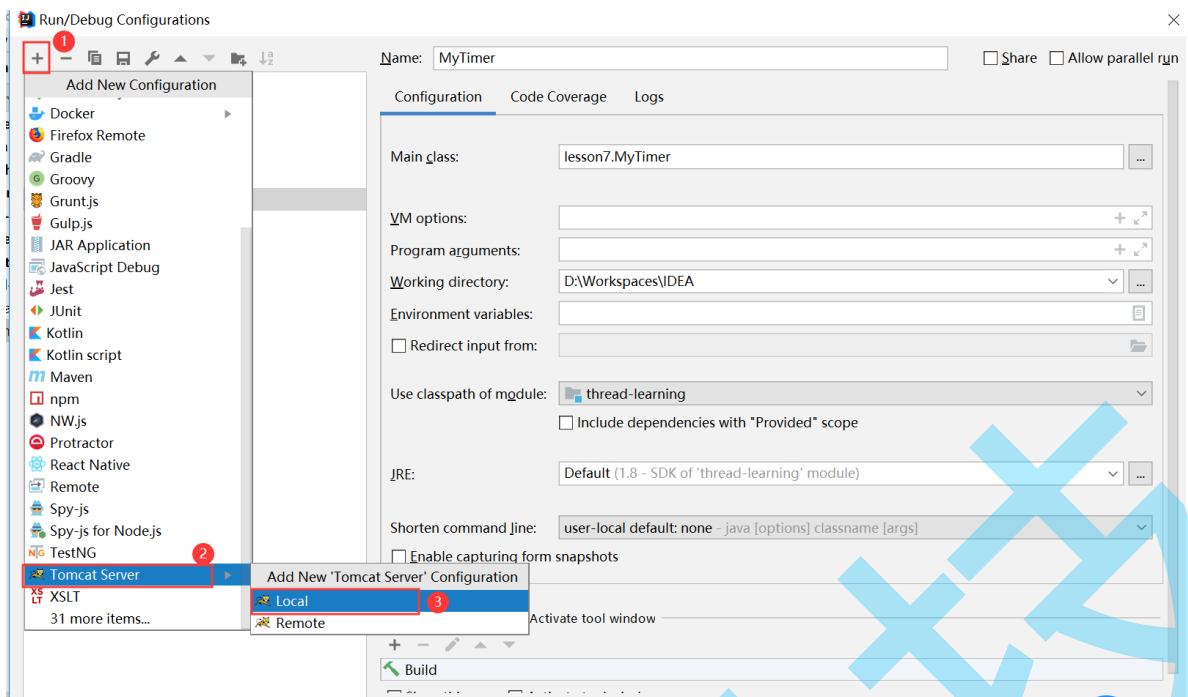 Run/Debug Configurations
1
Add New Configuration
Docker
Firefox Remote
Gradle
Groovy
Grunt.js
Gulp.js
JAR Application
JavaScript Debug
Jest
JUnit
Kotlin
Kotlin script
Maven
npm
NW.js
Protractor
React Native
Remote
Spy-js
Spy-js for Node.js
TestNG
2
Tomcat Server
XSLT
31 more items...
Add New 'Tomcat Server' Configuration
Local
3
Remote
Name: MyTimer
Share
Allow parallel run
Configuration Code Coverage Logs
Main class: lesson7.MyTimer
VM options:
Program arguments:
Working directory: D:\Workspaces\IDEA
Environment variables:
Redirect input from:
Use classpath of module: thread-learning
Include dependencies with "Provided" scope
JRE: Default (1.8 - SDK of 'thread-learning' module)
Shorten command line: user-local default: none - java [options] classname [args]
Enable capturing form snapshots
Activate tool window
Build